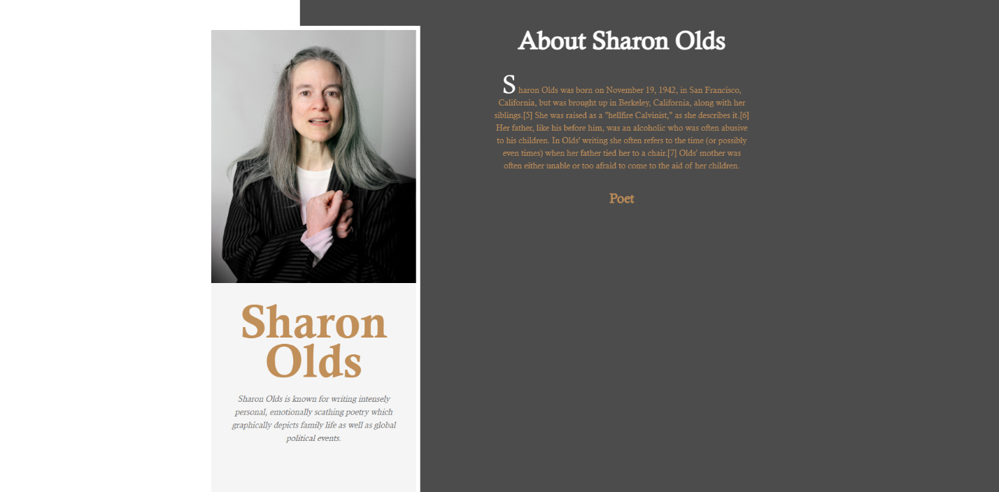 Sharon
Olds
Sharon Olds is known for writing intensely
personal, emotionally scathing poetry which
graphically depicts family life as well as global
political events.
About Sharon Olds
Sharon Olds was born on November 19, 1942, in San Francisco,
California, but was brought up in Berkeley, California, along with her
siblings.[5] She was raised as a "hellfire Calvinist," as she describes it.[6]
Her father, like his before him, was an alcoholic who was often abusive
to his children. In Olds' writing she often refers to the time (or possibly
even times) when her father tied her to a chair.[7] Olds' mother was
often either unable or too afraid to come to the aid of her children.
Poet